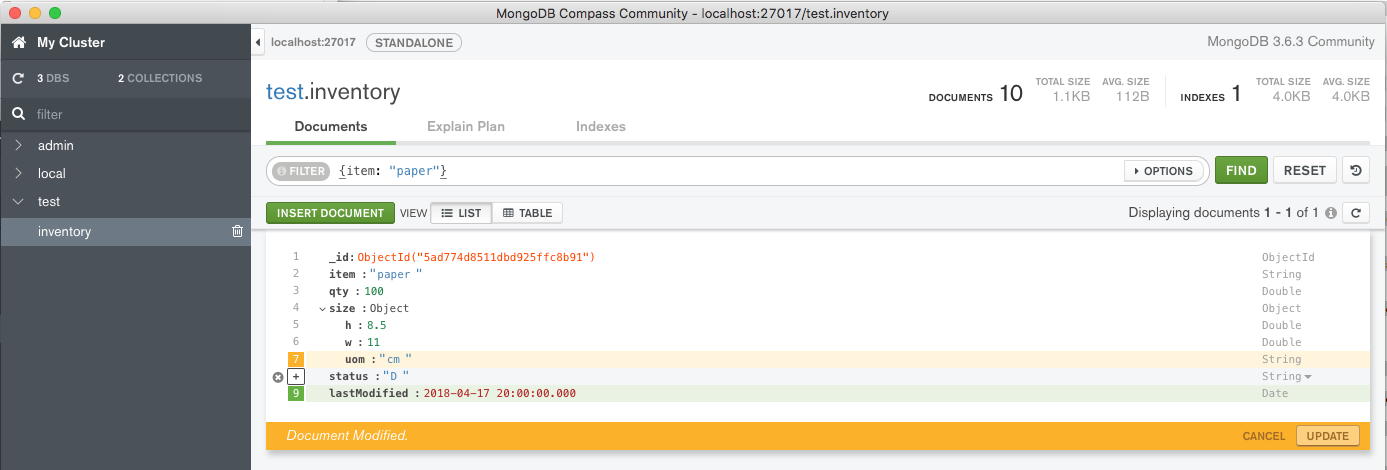 MongoDB Compass Community - localhost:27017/test.inventory
My Cluster
localhost:27017 STANDALONE
MongoDB 3.6.3 Community
3 DBS 2 COLLECTIONS
filter
admin
local
test
inventory
test.inventory
DOCUMENTS 10 TOTAL SIZE 1.1KB AVG. SIZE 112B
INDEXES 1 TOTAL SIZE 4.0KB AVG. SIZE 4.0KB
Documents Explain Plan Indexes
FILTER {item: "paper"} OPTIONS FIND RESET
INSERT DOCUMENT VIEW LIST TABLE Displaying documents 1 - 1 of 1
1 _id:ObjectId("5ad774d8511dbd925ffc8b91") ObjectId
2 item :"paper " String
3 qty :100 Double
4 size :Object Object
5 h :8.5 Double
6 w :11 Double
7 uom :"cm " String
+ status :"D " String
9 lastModified :2018-04-17 20:00:00.000 Date
Document Modified. CANCEL UPDATE